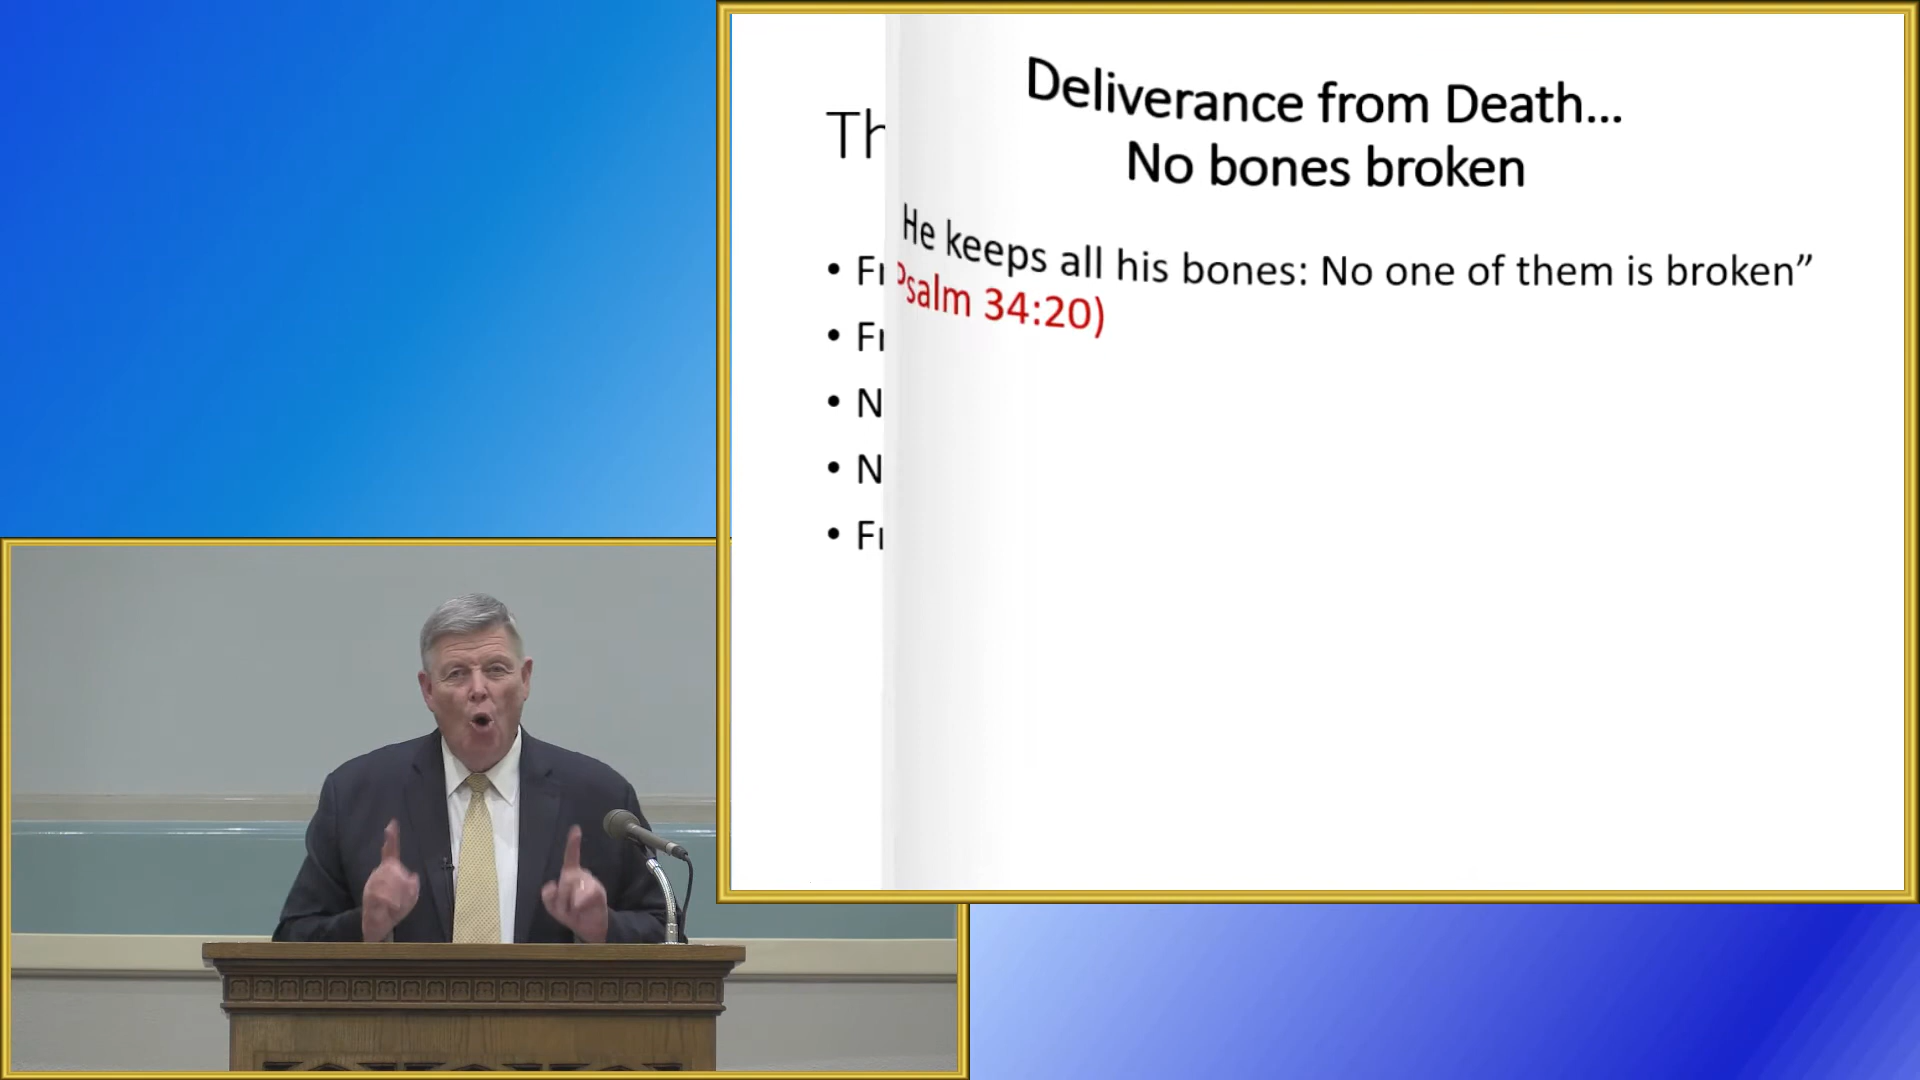 Deliverance from Death...
No bones broken
He keeps all his bones: No one of them is broken”
Psalm 34:20)
Th
• Fr
• Fr
• N
• N
• Fr